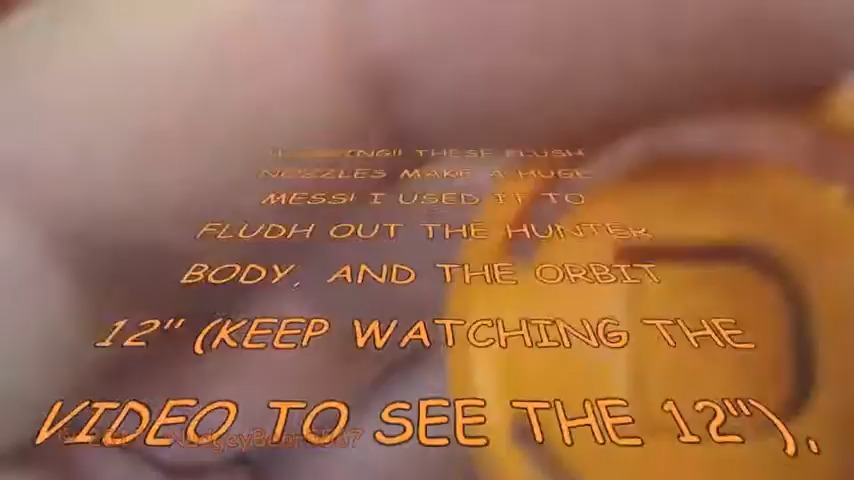 THESE FLUSH
NOZZLES MAKE A HUGE
MESS! I USED IT TO
FLUDH OUT THE HUNTER
BODY, AND THE ORBIT
12" (KEEP WATCHING THE
VIDEO TO SEE THE 12").